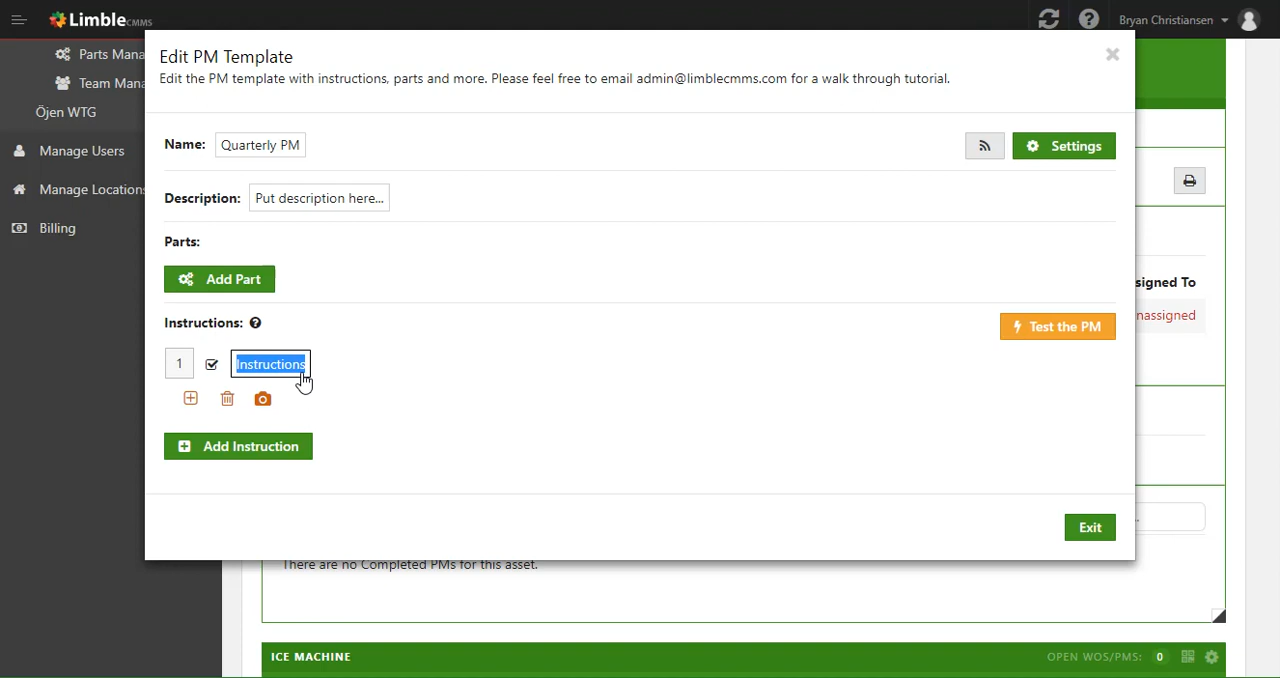 Limble CMMS
Bryan Christiansen
Parts Mana
Team Mana
Öjen WTG
Manage Users
Manage Locations
Billing
Edit PM Template
Edit the PM template with instructions, parts and more. Please feel free to email admin@limblecmms.com for a walk through tutorial.
Name: Quarterly PM
Settings
Description: Put description here...
Parts:
Add Part
Instructions:
Test the PM
1 Instructions
Add Instruction
Exit
signed To
nassigned
There are no Completed PMs for this asset.
ICE MACHINE
OPEN WOS/PMS: 0